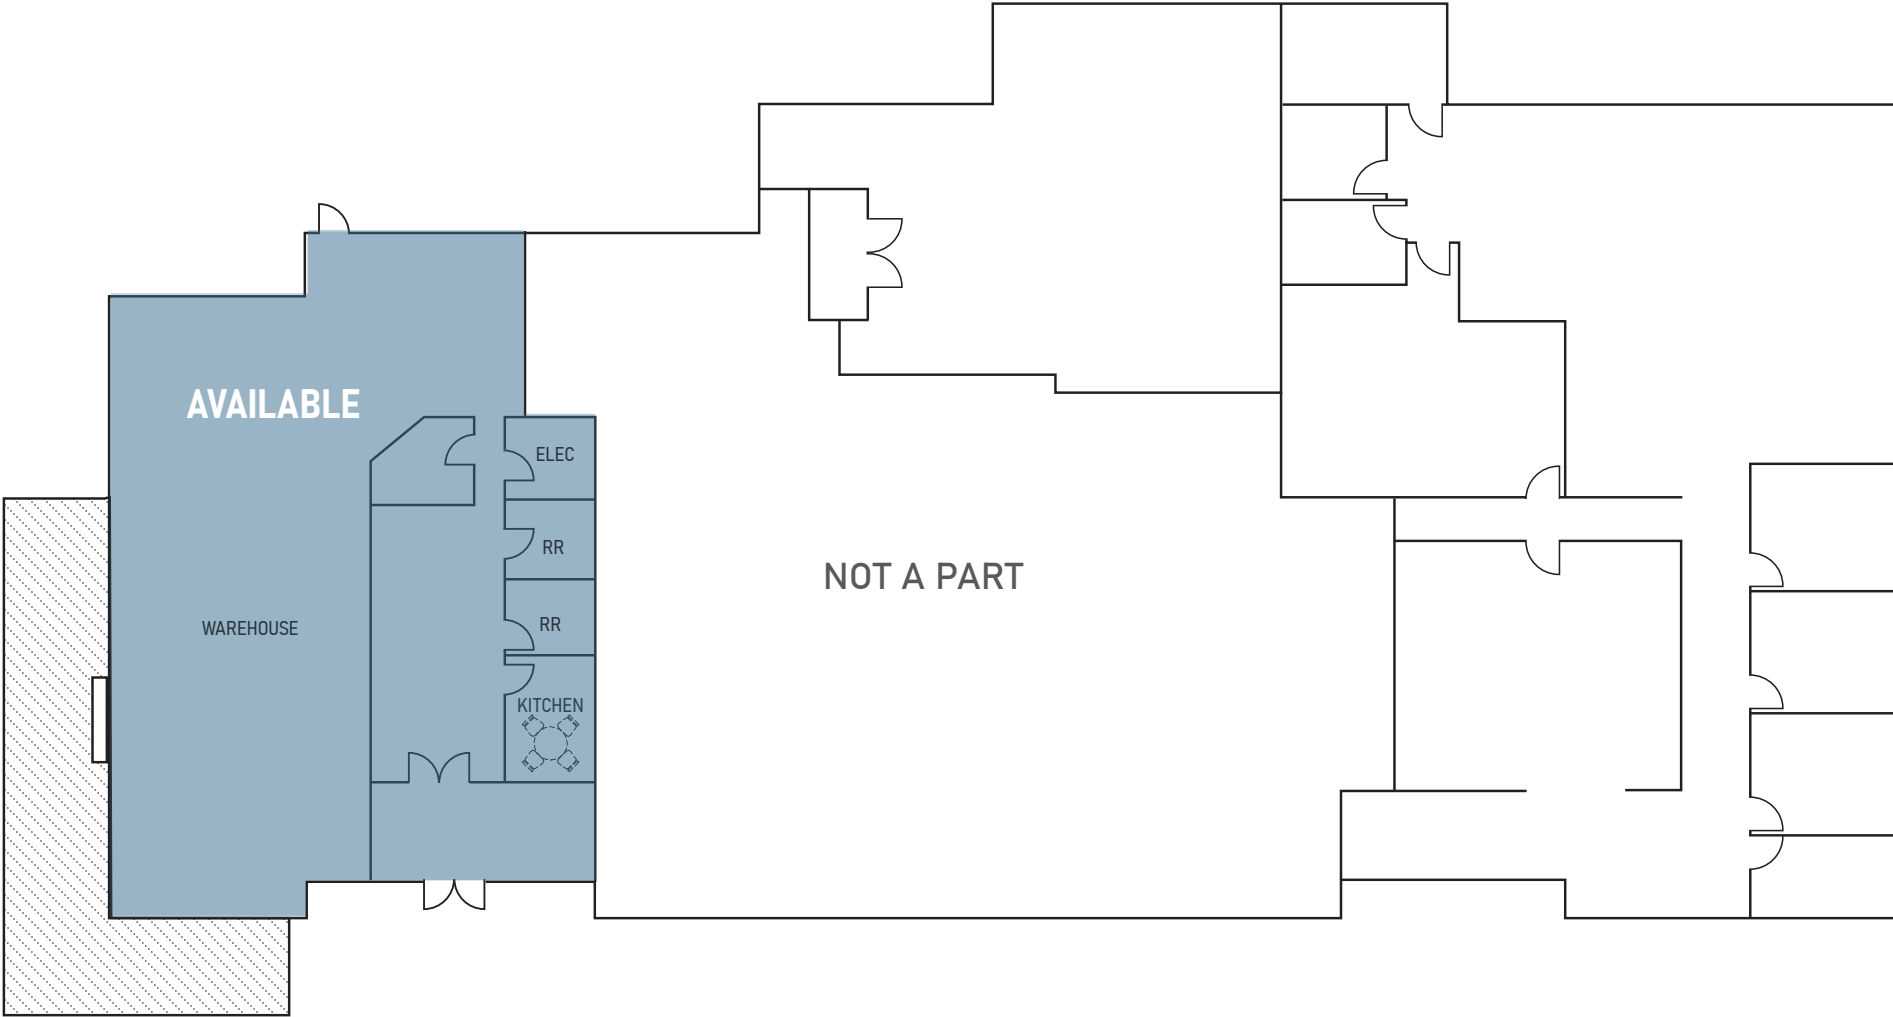 AVAILABLE
ELEC
RR
NOT A PART
RR
WAREHOUSE
KITCHEN